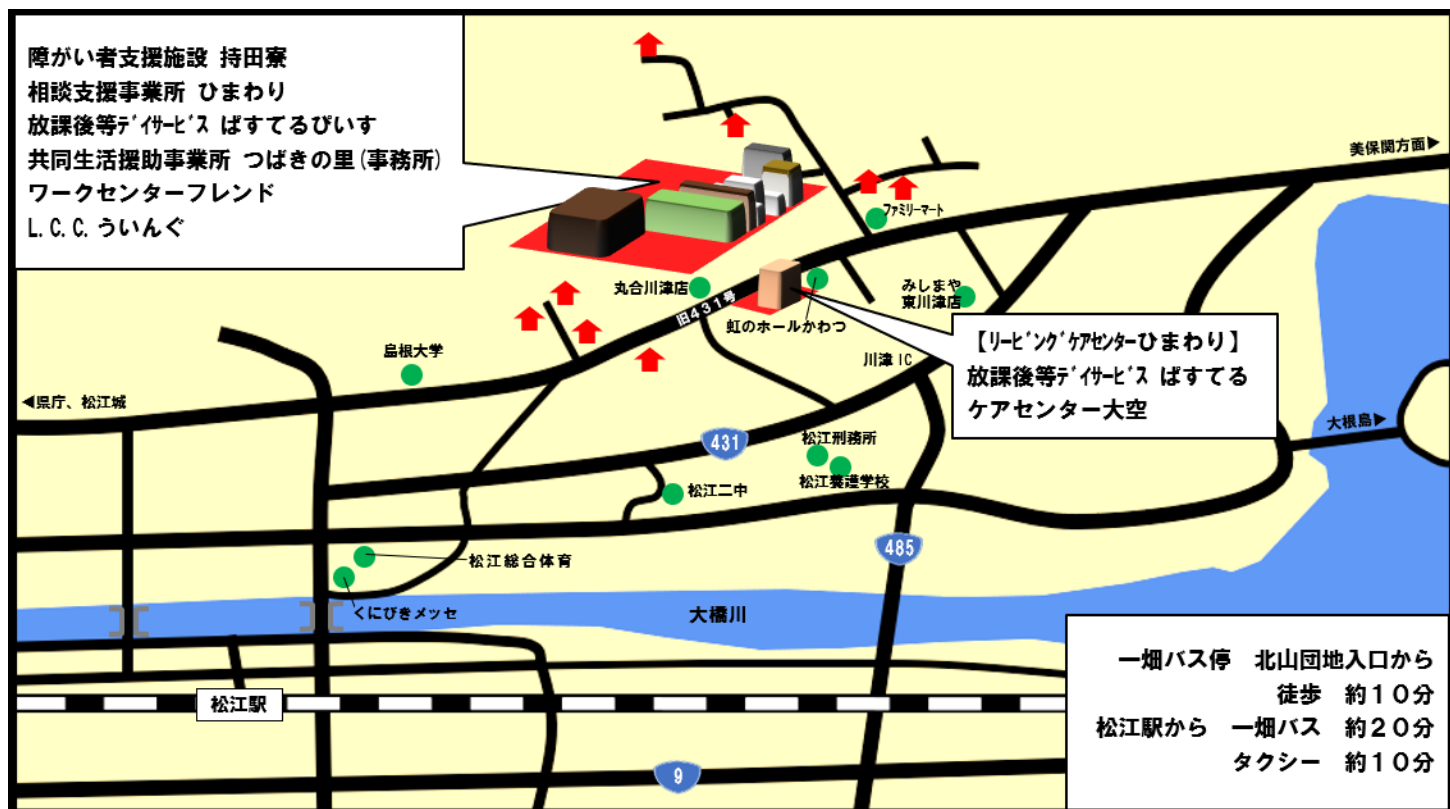 障がい者支援施設 持田寮
相談支援事業所 ひまわり
放課後等ﾃﾞｲｻｰﾋﾞｽ ぱすてるぴいす
共同生活援助事業所 つばきの里(事務所)
ワークセンターフレンド
L.C.C.ういんぐ
美保関方面▶
ファミリーマート
丸合川津店
旧431号
虹のホールかわつ
みしまや
東川津店
【ﾘｰﾋﾞﾝｸﾞｹｱｾﾝﾀｰひまわり】
放課後等ﾃﾞｲｻｰﾋﾞｽ ぱすてる
ケアセンター大空
川津IC
島根大学
◀県庁、松江城
大根島▶
431
松江刑務所
松江養護学校
松江二中
485
松江総合体育
くにびきメッセ
大橋川
松江駅
9
一畑バス停 北山団地入口から
徒歩 約10分
松江駅から 一畑バス 約20分
タクシー 約10分